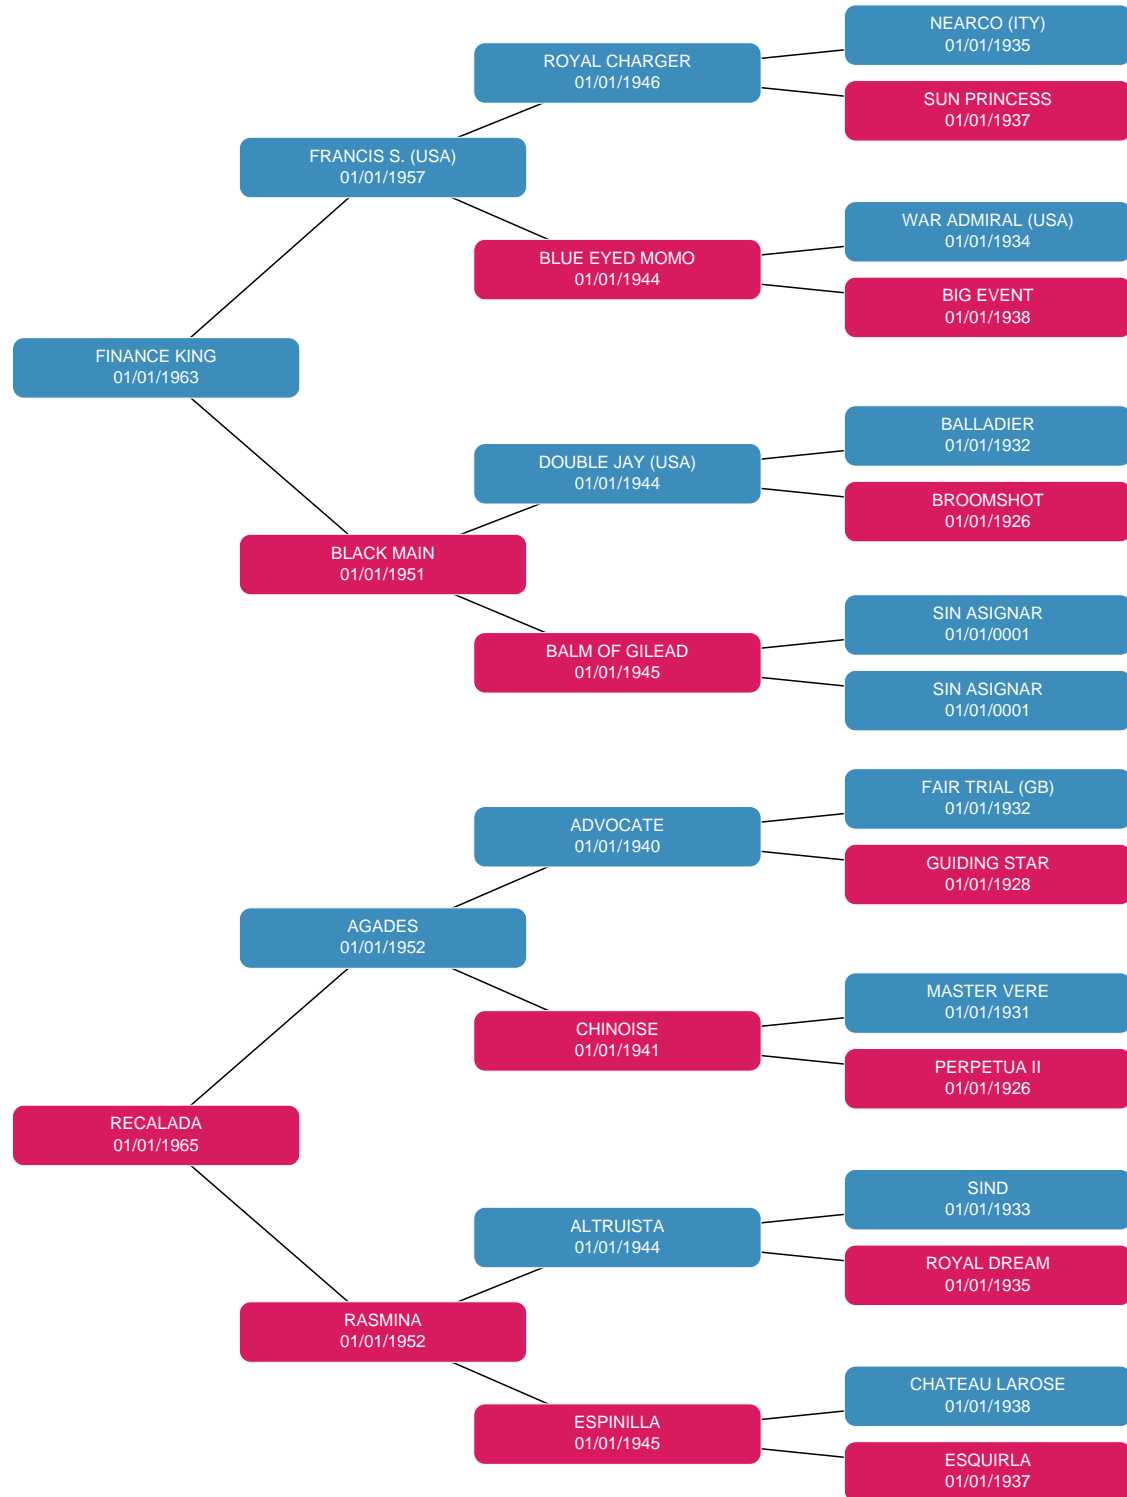 NEARCO (ITY)
01/01/1935
ROYAL CHARGER
01/01/1946
SUN PRINCESS
01/01/1937
FRANCIS S. (USA)
01/01/1957
WAR ADMIRAL (USA)
01/01/1934
BLUE EYED MOMO
01/01/1944
BIG EVENT
01/01/1938
FINANCE KING
01/01/1963
BALLADIER
01/01/1932
DOUBLE JAY (USA)
01/01/1944
BROOMSHOT
01/01/1926
BLACK MAIN
01/01/1951
SIN ASIGNAR
01/01/0001
BALM OF GILEAD
01/01/1945
SIN ASIGNAR
01/01/0001
FAIR TRIAL (GB)
01/01/1932
ADVOCATE
01/01/1940
GUIDING STAR
01/01/1928
AGADES
01/01/1952
MASTER VERE
01/01/1931
CHINOISE
01/01/1941
PERPETUA II
01/01/1926
RECALADA
01/01/1965
SIND
01/01/1933
ALTRUISTA
01/01/1944
ROYAL DREAM
01/01/1935
RASMINA
01/01/1952
CHATEAU LAROSE
01/01/1938
ESPINILLA
01/01/1945
ESQUIRLA
01/01/1937